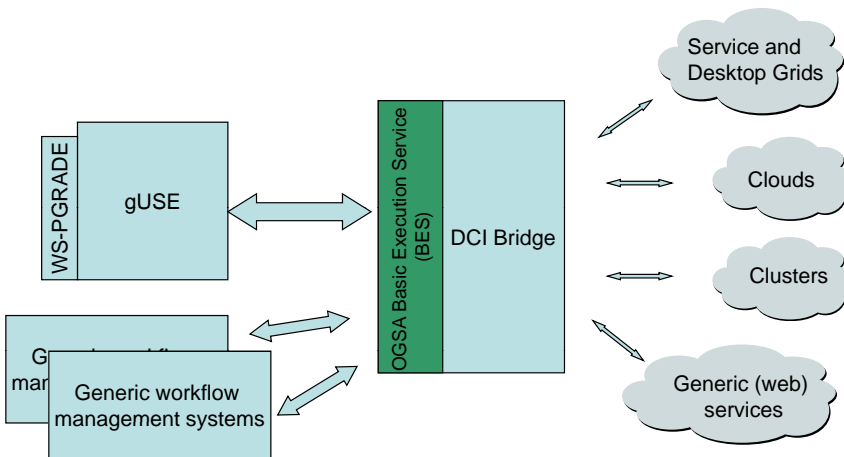 Service and
Desktop Grids
WS-PGRADE
gUSE
OGSA Basic Execution Service
(BES)
DCI Bridge
Clouds
Clusters
Generic workflow
management systems
Generic (web)
services